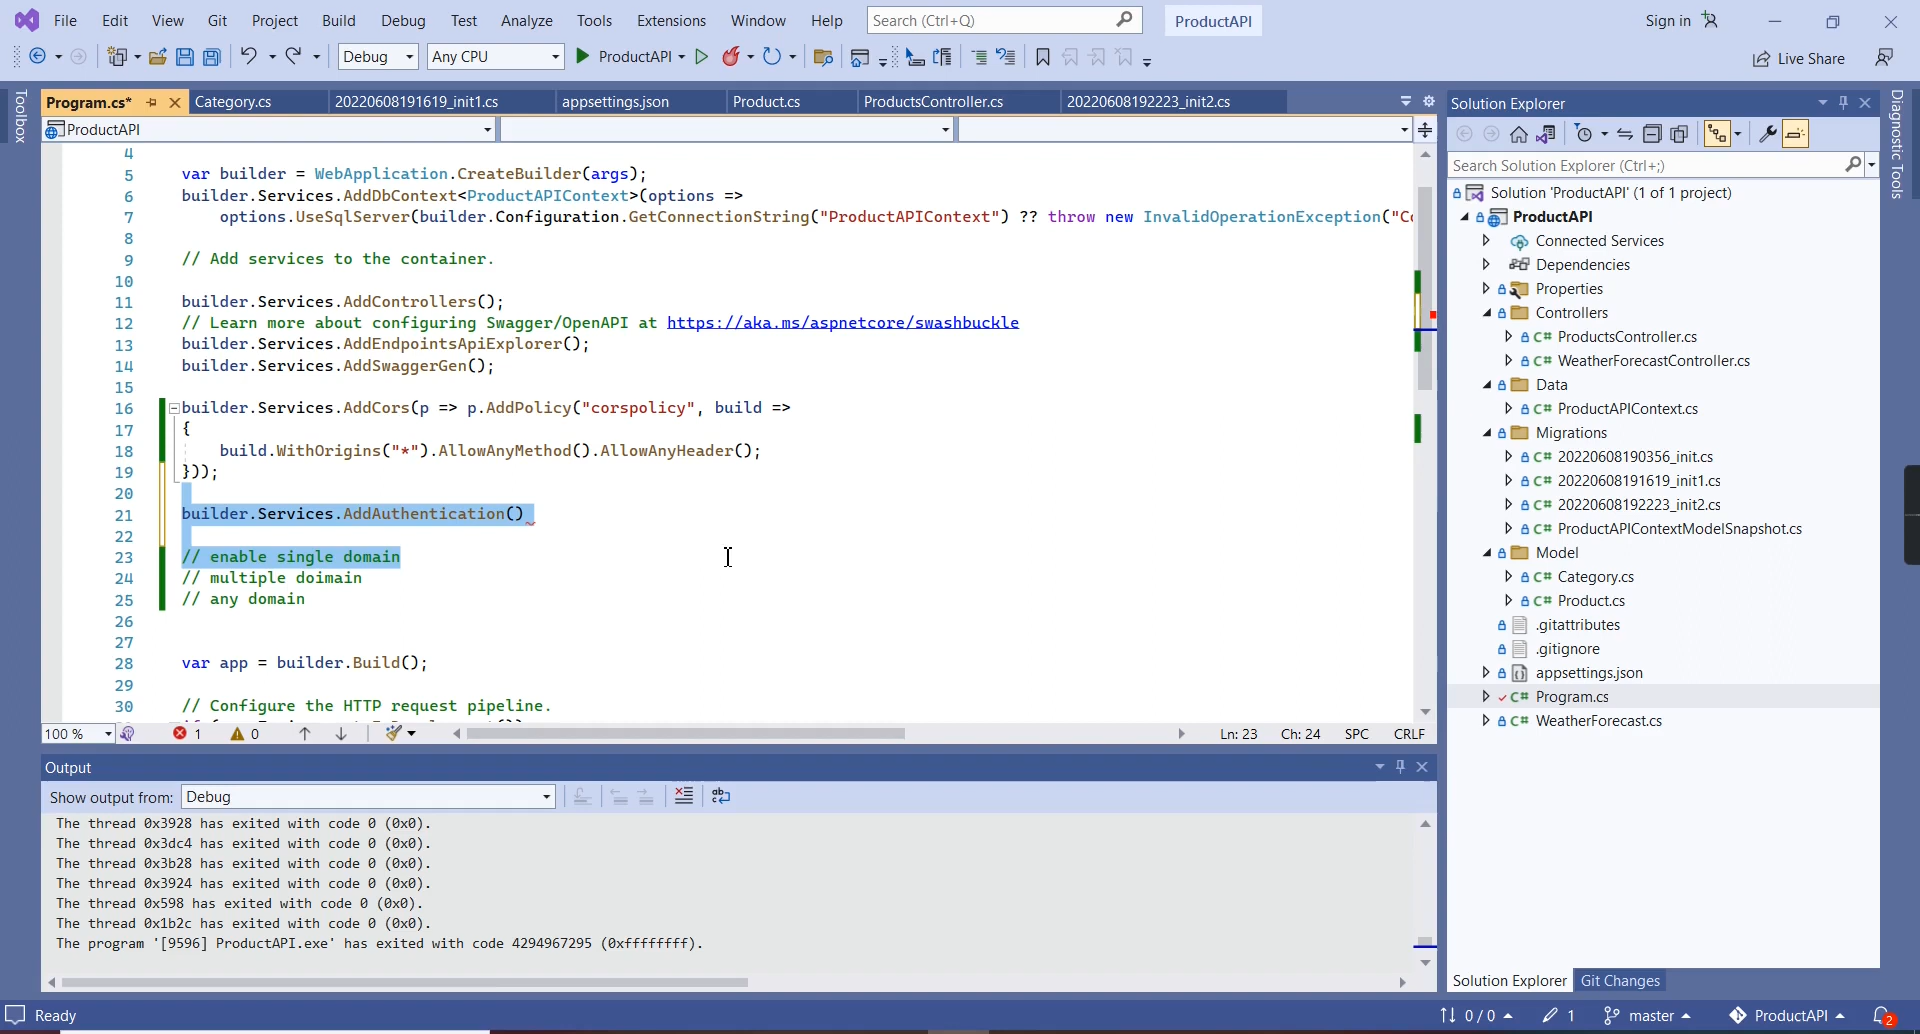 File Edit View Git Project Build Debug Test Analyze Tools Extensions Window Help Search (Ctrl+Q) ProductAPI Sign in
Debug Any CPU ProductAPI Live Share
Toolbox
Program.cs* Category.cs 20220608191619_init1.cs appsettings.json Product.cs ProductsController.cs 20220608192223_init2.cs
ProductAPI
4
5 var builder = WebApplication.CreateBuilder(args);
6 builder.Services.AddDbContext<ProductAPIContext>(options =>
7 options.UseSqlServer(builder.Configuration.GetConnectionString("ProductAPIContext") ?? throw new InvalidOperationException("Co
8
9 // Add services to the container.
10
11 builder.Services.AddControllers();
12 // Learn more about configuring Swagger/OpenAPI at https://aka.ms/aspnetcore/swashbuckle
13 builder.Services.AddEndpointsApiExplorer();
14 builder.Services.AddSwaggerGen();
15
16 builder.Services.AddCors(p => p.AddPolicy("corspolicy", build =>
17 {
18 build.WithOrigins("*").AllowAnyMethod().AllowAnyHeader();
19 }));
20
21 builder.Services.AddAuthentication()
22
23 // enable single domain
24 // multiple doimain
25 // any domain
26
27
28 var app = builder.Build();
29
30 // Configure the HTTP request pipeline.
100 % 1 0 Ln: 23 Ch: 24 SPC CRLF
Output
Show output from: Debug
The thread 0x3928 has exited with code 0 (0x0).
The thread 0x3dc4 has exited with code 0 (0x0).
The thread 0x3b28 has exited with code 0 (0x0).
The thread 0x3924 has exited with code 0 (0x0).
The thread 0x598 has exited with code 0 (0x0).
The thread 0x1b2c has exited with code 0 (0x0).
The program '[9596] ProductAPI.exe' has exited with code 4294967295 (0xffffffff).
Solution Explorer
Search Solution Explorer (Ctrl+;)
Solution 'ProductAPI' (1 of 1 project)
ProductAPI
Connected Services
Dependencies
Properties
Controllers
C# ProductsController.cs
C# WeatherForecastController.cs
Data
C# ProductAPIContext.cs
Migrations
C# 20220608190356_init.cs
C# 20220608191619_init1.cs
C# 20220608192223_init2.cs
C# ProductAPIContextModelSnapshot.cs
Model
C# Category.cs
C# Product.cs
.gitattributes
.gitignore
appsettings.json
C# Program.cs
C# WeatherForecast.cs
Solution Explorer Git Changes
Diagnostic Tools
Ready 0 / 0 1 master ProductAPI 2